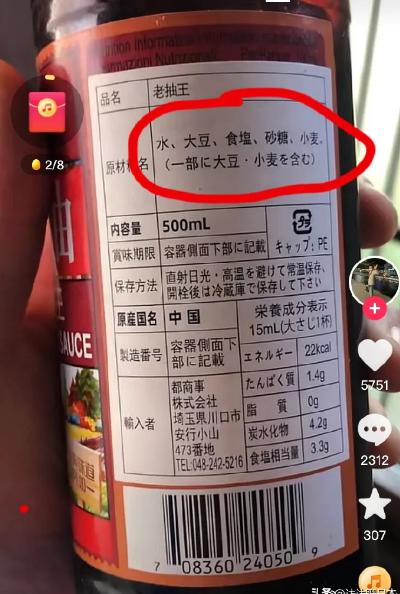 品名 老抽王
原材料名 水、大豆、食塩、砂糖、小麦、
(一部に大豆・小麦を含む)
内容量 500mL
プラ
キャップ: PE
賞味期限 容器側面下部に記載
保存方法 直射日光・高温を避けて常温保存、
開栓後は冷蔵庫で保存して下さい
原産国名 中国
製造番号 容器側面下
部に記載
輸入者 都商事
株式会社
埼玉県川口市
安行小山
473番地
TEL:048-242-5216
栄養成分表示
15mL(大さじ1杯)
エネルギー 22kcal
たんぱく質 1.4g
脂質 0g
炭水化物 4.2g
食塩相当量 3.3g
7 08360 24050 9
SAUCE
2/8
5751
2312
307